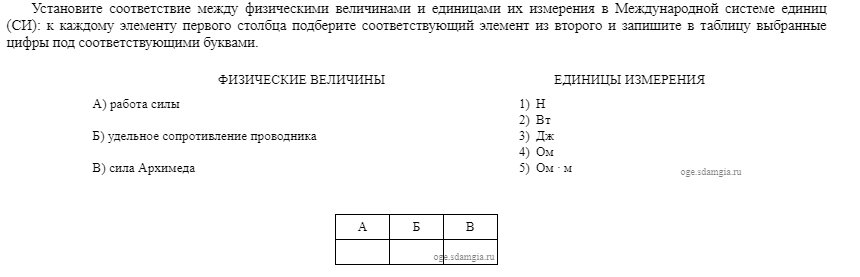 Установите соответствие между физическими величинами и единицами их измерения в Международной системе единиц
(СИ): к каждому элементу первого столбца подберите соответствующий элемент из второго и запишите в таблицу выбранные
цифры под соответствующими буквами.
ФИЗИЧЕСКИЕ ВЕЛИЧИНЫ
А) работа силы
Б) удельное сопротивление проводника
В) сила Архимеда
ЕДИНИЦЫ ИЗМЕРЕНИЯ
1) Н
2) Вт
3) Дж
4) Ом
5) Ом · м
oge.sdamgia.ru
А Б В
oge.sdamgia.ru